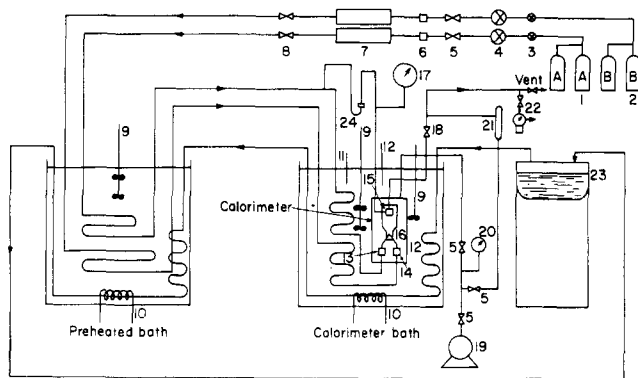 8 7 6 5 4 3
A A B B
1 2
Vent
17
24 9 12 18 21 22
9 11 15 9 23
Calorimeter
16
12 5 20
13 14 5
10 10 5
Preheated bath Calorimeter bath 19